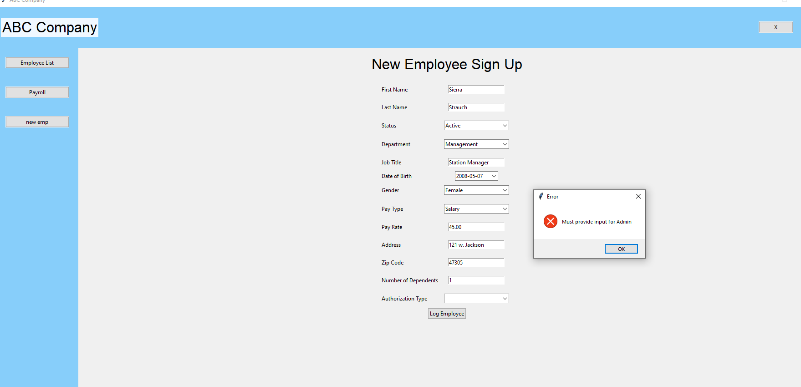 ABC Company
ABC Company
X
Employee List
Payroll
new emp
New Employee Sign Up
First Name Sierra
Last Name Strauch
Status Active
Department Management
Job Title Station Manager
Date of Birth 2008-05-07
Gender Female
Pay Type Salary
Pay Rate 45.00
Address 121 w. Jackson
Zip Code 47305
Number of Dependents 1
Authorization Type
Log Employee
Error
Must provide input for Admin
OK